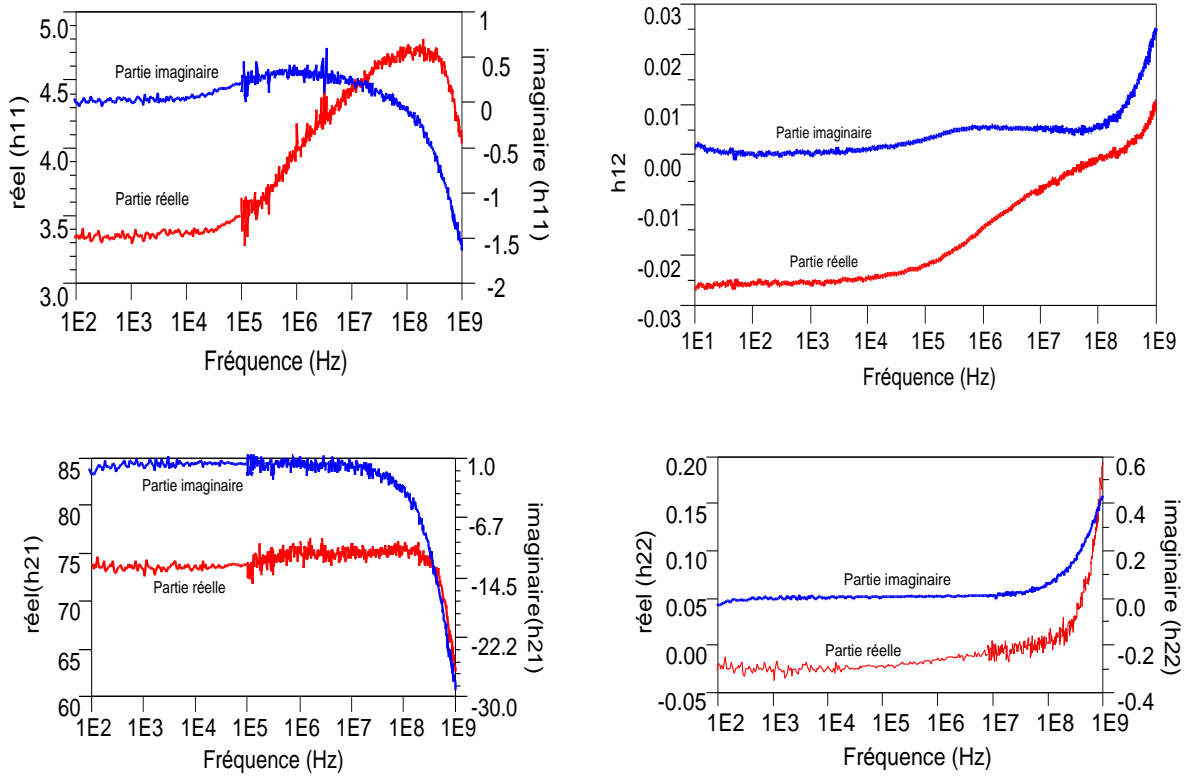 5.0
4.5
4.0
3.5
3.0
1
0.5
0
-0.5
-1
-1.5
-2
réel (h11)
imaginaire (h11)
Partie imaginaire
Partie réelle
1E2 1E3 1E4 1E5 1E6 1E7 1E8 1E9
Fréquence (Hz)
0.03
0.02
0.01
0.00
-0.01
-0.02
-0.03
h12
Partie imaginaire
Partie réelle
1E1 1E2 1E3 1E4 1E5 1E6 1E7 1E8 1E9
Fréquence (Hz)
85
80
75
70
65
60
1.0
-6.7
-14.5
-22.2
-30.0
réel(h21)
imaginaire(h21)
Partie imaginaire
Partie réelle
1E2 1E3 1E4 1E5 1E6 1E7 1E8 1E9
Fréquence (Hz)
0.20
0.15
0.10
0.05
0.00
-0.05
0.6
0.4
0.2
0.0
-0.2
-0.4
réel (h22)
imaginaire (h22)
Partie imaginaire
Partie réelle
1E2 1E3 1E4 1E5 1E6 1E7 1E8 1E9
Fréquence (Hz)